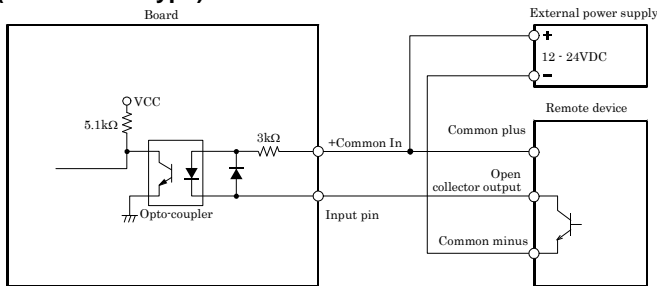 Board
External power supply
+
12 - 24VDC
−
Remote device
VCC
5.1kΩ
3kΩ
+Common In
Common plus
Open
collector output
Opto-coupler
Input pin
Common minus